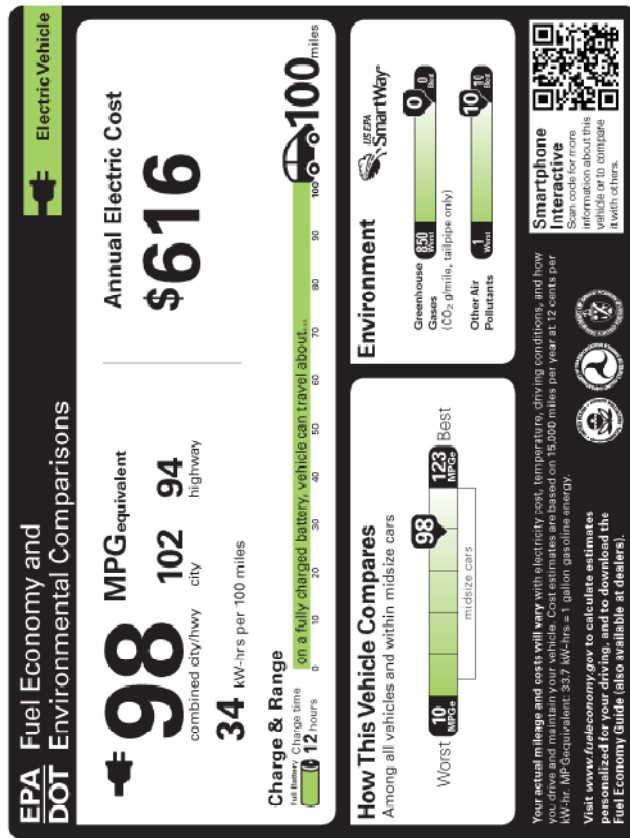 EPA Fuel Economy and
DOT Environmental Comparisons
Electric Vehicle
98
MPGequivalent
102 94
combined city/hwy city highway
34 kW-hrs per 100 miles
Annual Electric Cost
$616
Charge & Range
Full Battery Charge time
12 hours
on a fully charged battery, vehicle can travel about...
0 10 20 30 40 50 60 70 80 90 100
100 miles
How This Vehicle Compares
Among all vehicles and within midsize cars
98
Worst 10 MPGe 123 MPGe Best
midsize cars
Environment
US EPA
SmartWay
Greenhouse
Gases
(CO2 g/mile, tailpipe only)
850 Worst
0
0 Best
Other Air
Pollutants
1 Worst
10
10 Best
Your actual mileage and costs will vary with electricity cost, temperature, driving conditions, and how
you drive and maintain your vehicle. Cost estimates are based on 15,000 miles per year at 12 cents per
kW-hr. MPGequivalent: 33.7 kW-hrs = 1 gallon gasoline energy.
Visit www.fueleconomy.gov to calculate estimates
personalized for your driving, and to download the
Fuel Economy Guide (also available at dealers).
Smartphone
Interactive
Scan code for more
information about this
vehicle or to compare
it with others.